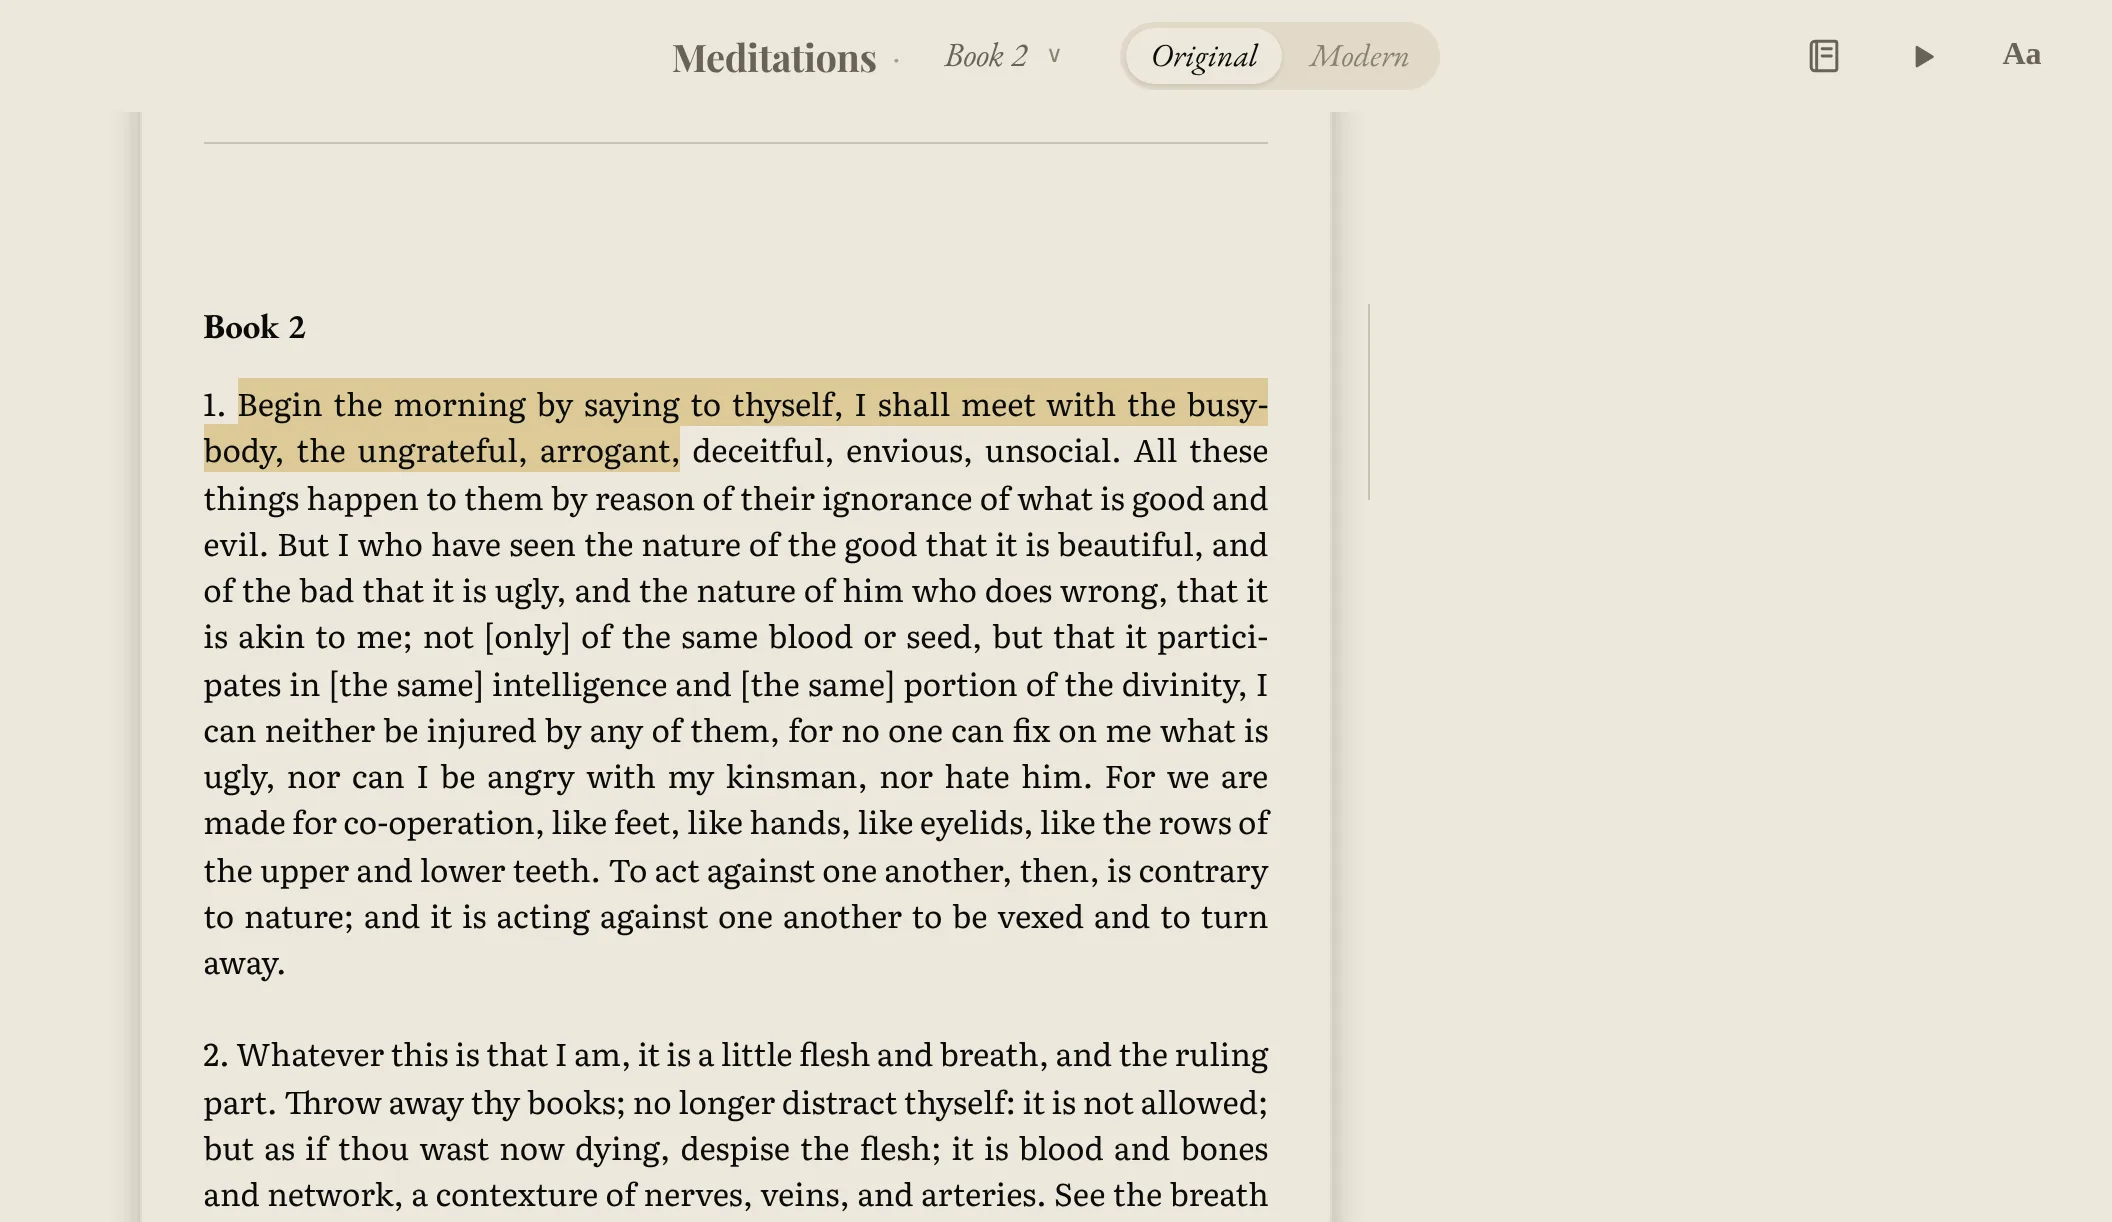 Meditations · Book 2 v Original Modern Aa
Book 2
1. Begin the morning by saying to thyself, I shall meet with the busy-
body, the ungrateful, arrogant, deceitful, envious, unsocial. All these
things happen to them by reason of their ignorance of what is good and
evil. But I who have seen the nature of the good that it is beautiful, and
of the bad that it is ugly, and the nature of him who does wrong, that it
is akin to me; not [only] of the same blood or seed, but that it partici-
pates in [the same] intelligence and [the same] portion of the divinity, I
can neither be injured by any of them, for no one can fix on me what is
ugly, nor can I be angry with my kinsman, nor hate him. For we are
made for co-operation, like feet, like hands, like eyelids, like the rows of
the upper and lower teeth. To act against one another, then, is contrary
to nature; and it is acting against one another to be vexed and to turn
away.
2. Whatever this is that I am, it is a little flesh and breath, and the ruling
part. Throw away thy books; no longer distract thyself: it is not allowed;
but as if thou wast now dying, despise the flesh; it is blood and bones
and network, a contexture of nerves, veins, and arteries. See the breath